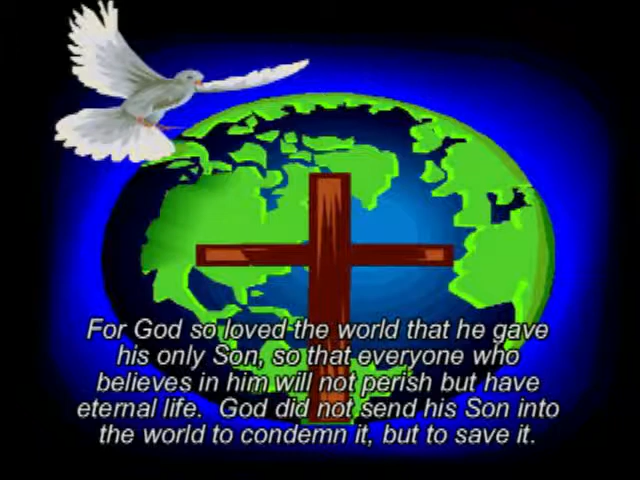 For God so loved the world that he gave
his only Son, so that everyone who
believes in him will not perish but have
eternal life.  God did not send his Son into
the world to condemn it, but to save it.